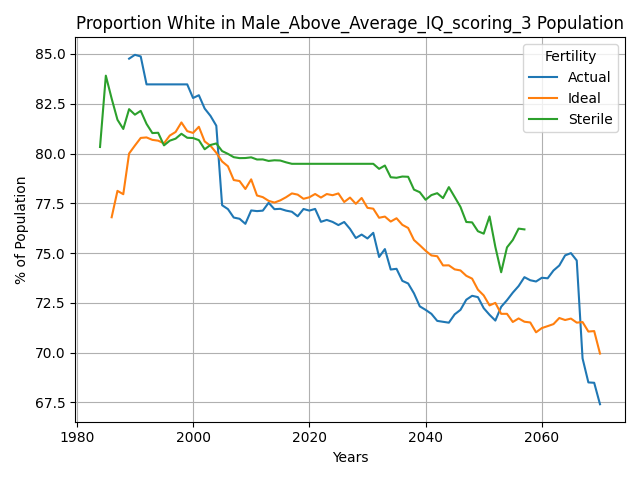 Proportion White in Male_Above_Average_IQ_scoring_3 Population
Fertility
Actual
Ideal
Sterile
% of Population
85.0
82.5
80.0
77.5
75.0
72.5
70.0
67.5
1980
2000
2020
2040
2060
Years